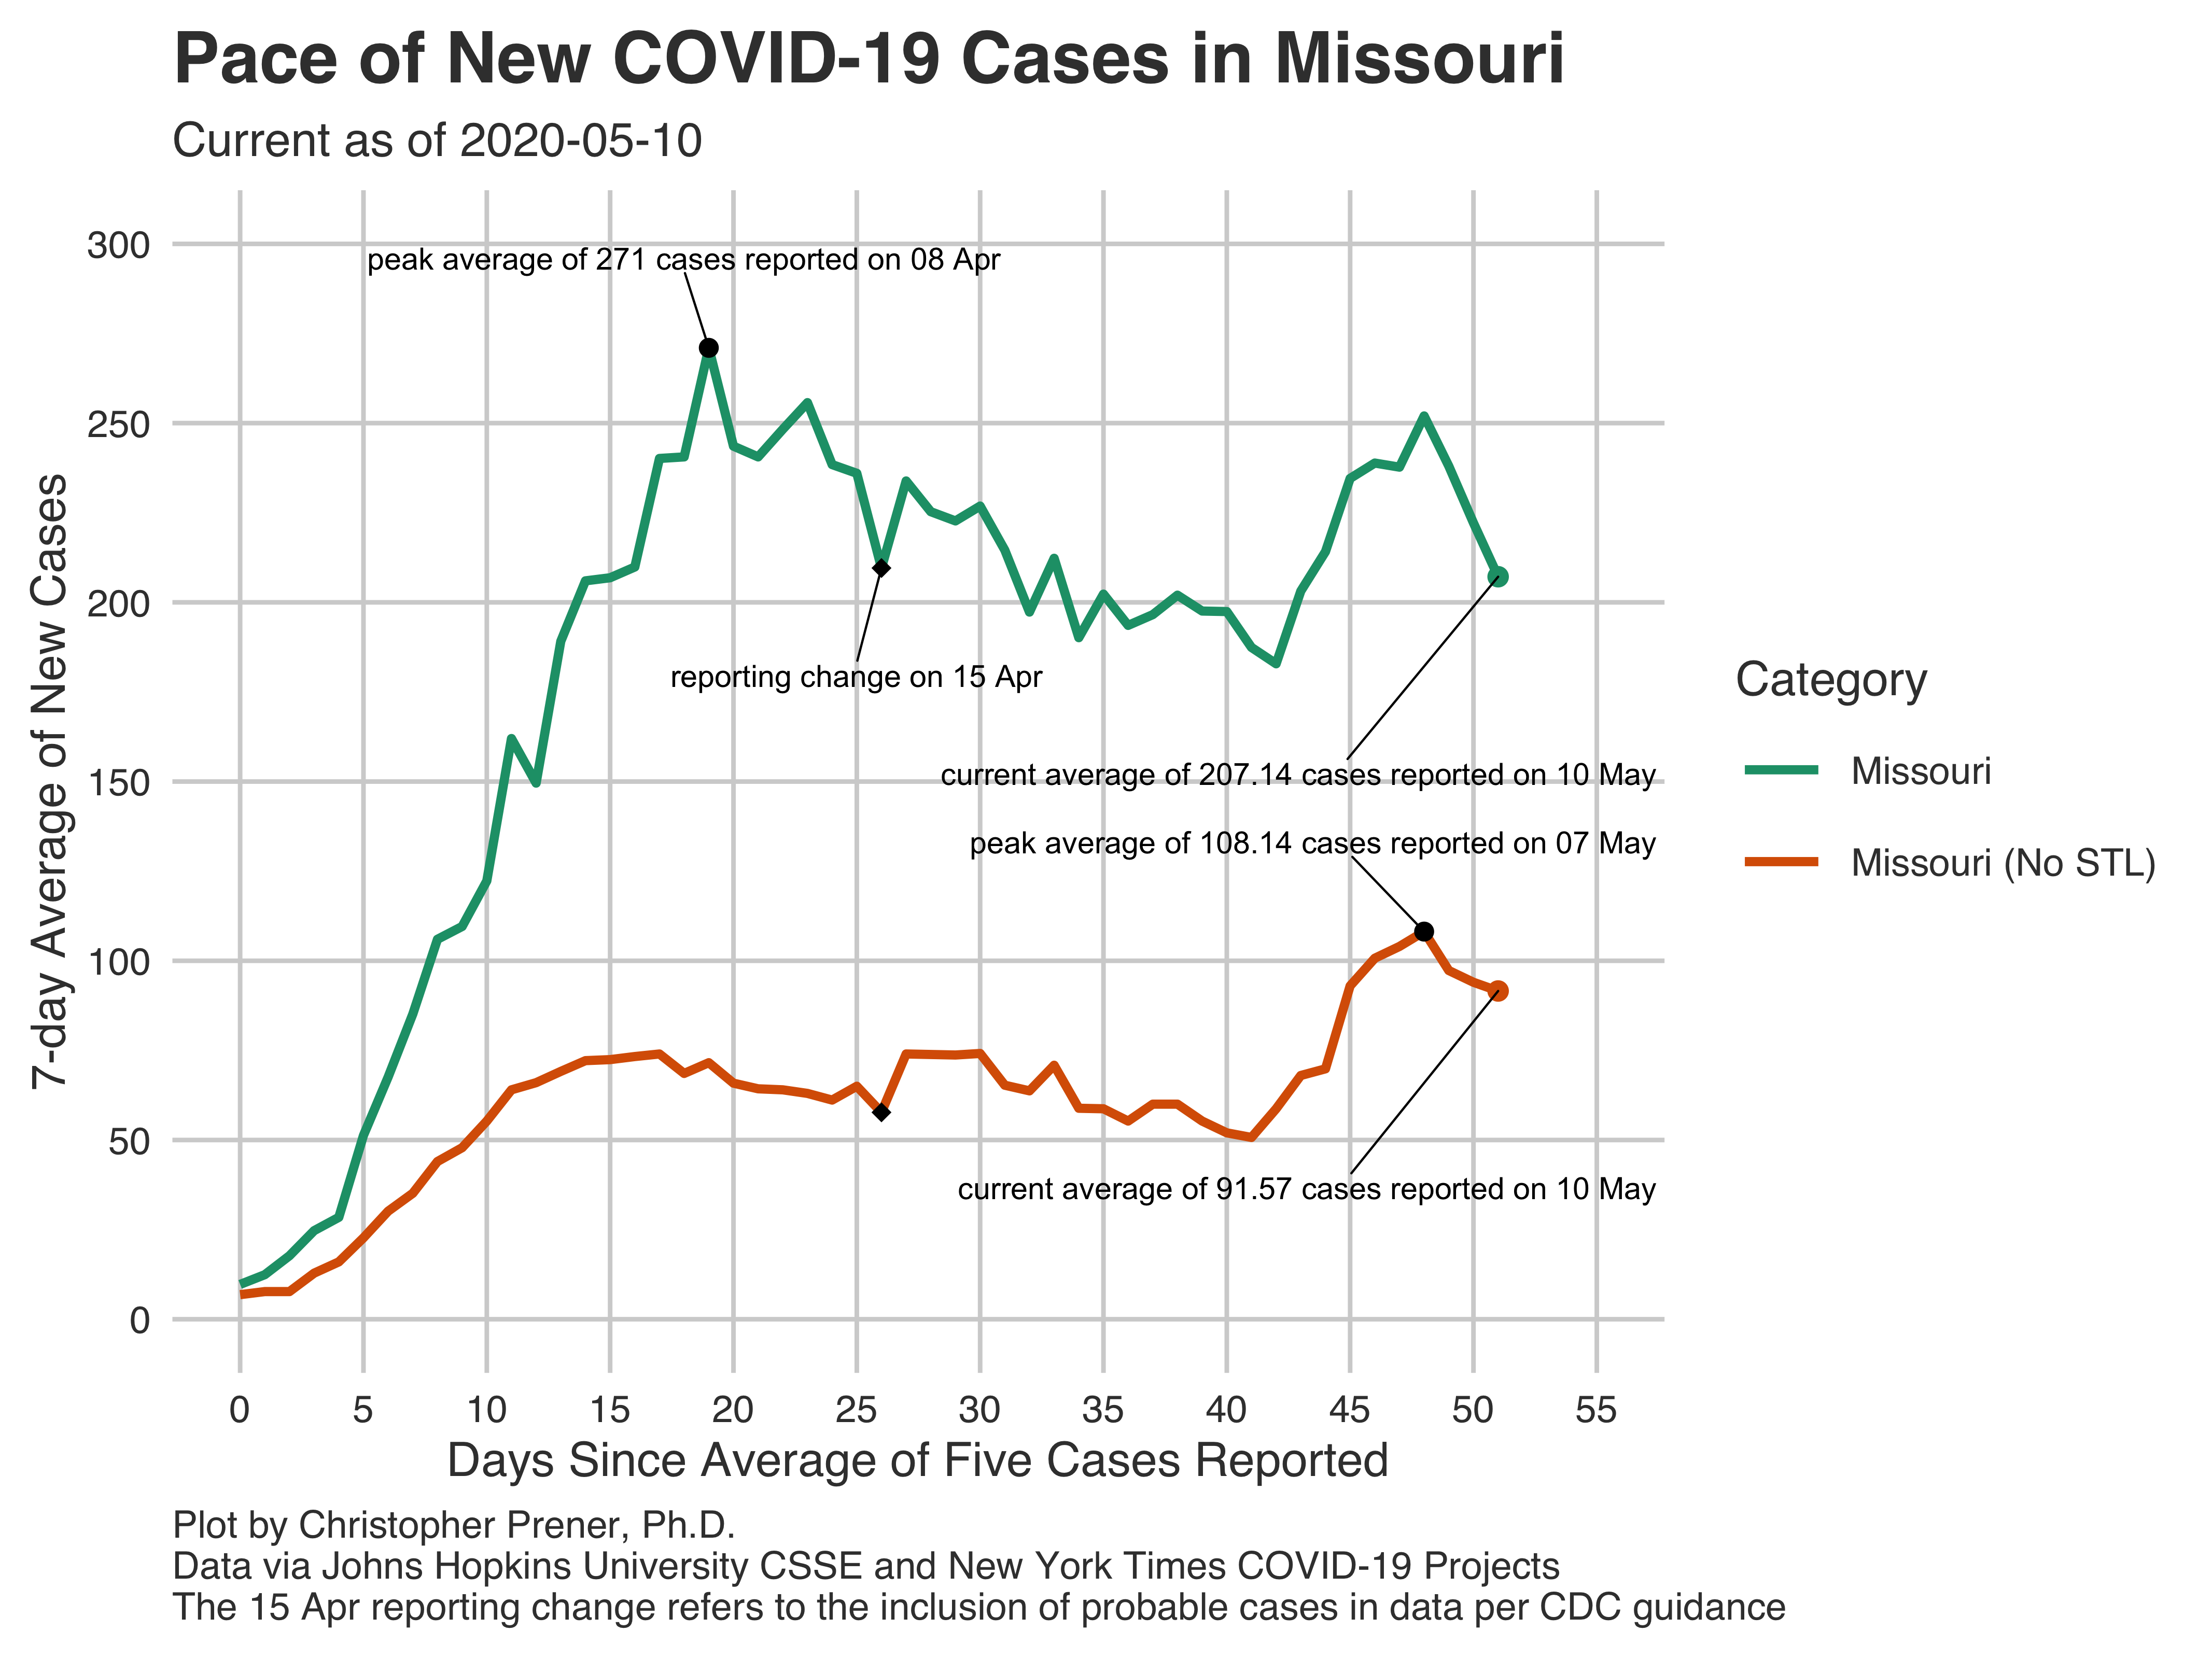 Pace of New COVID-19 Cases in Missouri
Current as of 2020-05-10
7-day Average of New Cases
300
250
200
150
100
50
0
peak average of 271 cases reported on 08 Apr
reporting change on 15 Apr
current average of 207.14 cases reported on 10 May
peak average of 108.14 cases reported on 07 May
current average of 91.57 cases reported on 10 May
0 5 10 15 20 25 30 35 40 45 50 55
Days Since Average of Five Cases Reported
Category
Missouri
Missouri (No STL)
Plot by Christopher Prener, Ph.D.
Data via Johns Hopkins University CSSE and New York Times COVID-19 Projects
The 15 Apr reporting change refers to the inclusion of probable cases in data per CDC guidance